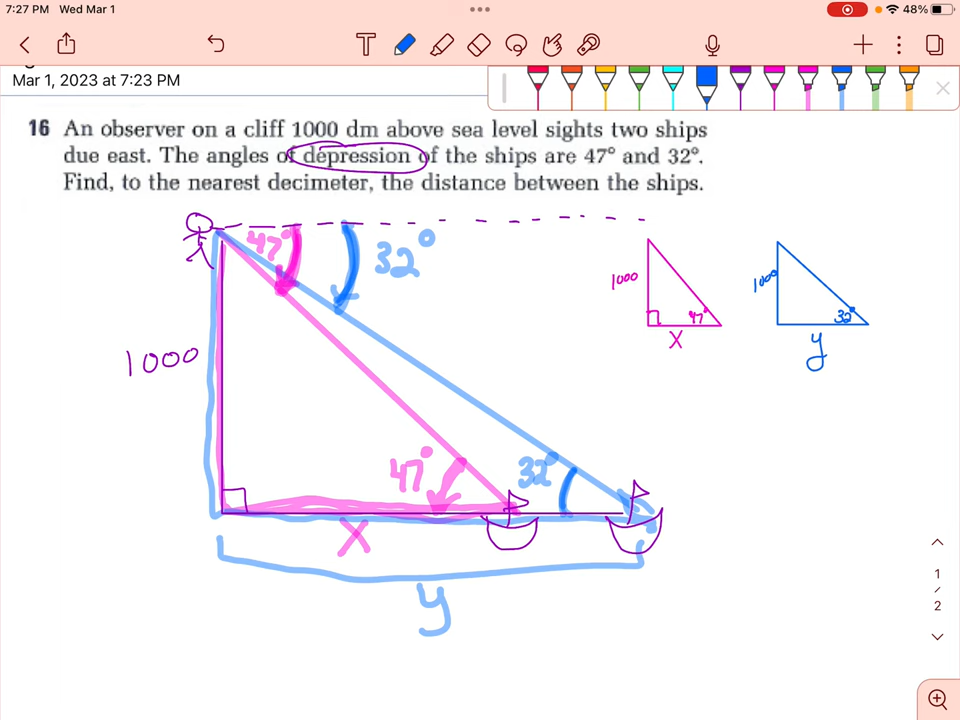 7:27 PM Wed Mar 1
48%
Mar 1, 2023 at 7:23 PM
16 An observer on a cliff 1000 dm above sea level sights two ships
due east. The angles of depression of the ships are 47° and 32°.
Find, to the nearest decimeter, the distance between the ships.
47°
32°
1000
47°
x
1000
32
y
1000
47°
32°
x
y
1
/
2